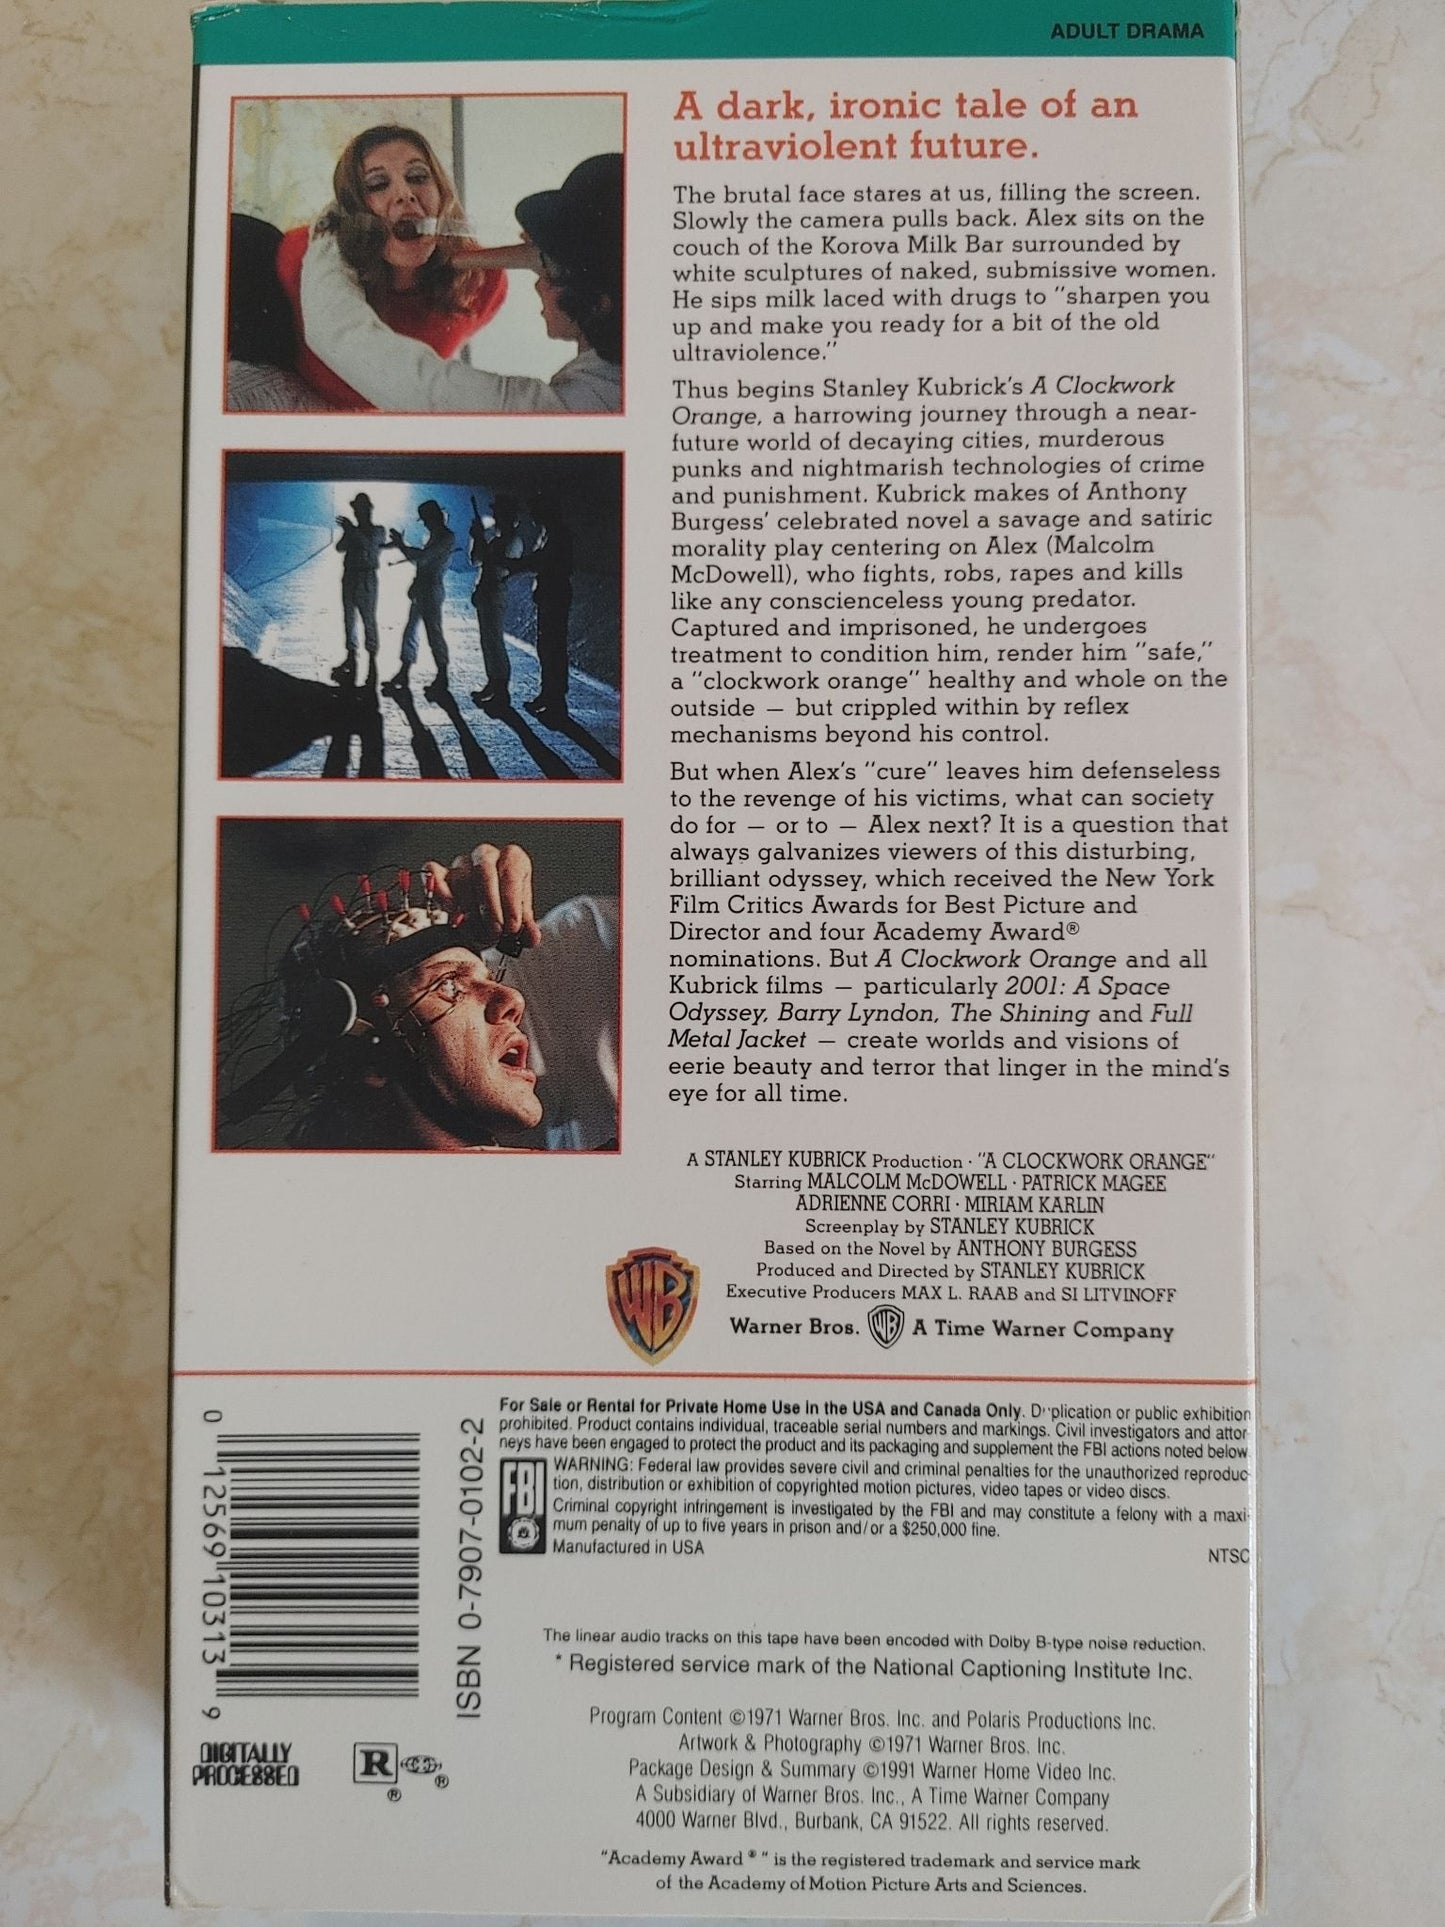 ADULT DRAMA
A dark, ironic tale of an
ultraviolent future.
The brutal face stares at us, filling the screen.
Slowly the camera pulls back. Alex sits on the
couch of the Korova Milk Bar surrounded by
white sculptures of naked, submissive women.
He sips milk laced with drugs to "sharpen you
up and make you ready for a bit of the old
ultraviolence."
Thus begins Stanley Kubrick's A Clockwork
Orange, a harrowing journey through a near-
future world of decaying cities, murderous
punks and nightmarish technologies of crime
and punishment. Kubrick makes of Anthony
Burgess' celebrated novel a savage and satiric
morality play centering on Alex (Malcolm
McDowell), who fights, robs, rapes and kills
like any conscienceless young predator.
Captured and imprisoned, he undergoes
treatment to condition him, render him "safe,"
a "clockwork orange" healthy and whole on the
outside — but crippled within by reflex
mechanisms beyond his control.
But when Alex's "cure" leaves him defenseless
to the revenge of his victims, what can society
do for — or to — Alex next? It is a question that
always galvanizes viewers of this disturbing,
brilliant odyssey, which received the New York
Film Critics Awards for Best Picture and
Director and four Academy Award®
nominations. But A Clockwork Orange and all
Kubrick films — particularly 2001: A Space
Odyssey, Barry Lyndon, The Shining and Full
Metal Jacket — create worlds and visions of
eerie beauty and terror that linger in the mind's
eye for all time.
A STANLEY KUBRICK Production · "A CLOCKWORK ORANGE"
Starring MALCOLM McDOWELL · PATRICK MAGEE
ADRIENNE CORRI · MIRIAM KARLIN
Screenplay by STANLEY KUBRICK
Based on the Novel by ANTHONY BURGESS
Produced and Directed by STANLEY KUBRICK
Executive Producers MAX L. RAAB and SI LITVINOFF
WB
Warner Bros. WB A Time Warner Company
For Sale or Rental for Private Home Use in the USA and Canada Only. Duplication or public exhibition
prohibited. Product contains individual, traceable serial numbers and markings. Civil investigators and attor-
neys have been engaged to protect the product and its packaging and supplement the FBI actions noted below.
FBI
WARNING: Federal law provides severe civil and criminal penalties for the unauthorized reproduc-
tion, distribution or exhibition of copyrighted motion pictures, video tapes or video discs.
Criminal copyright infringement is investigated by the FBI and may constitute a felony with a maxi-
mum penalty of up to five years in prison and/or a $250,000 fine.
Manufactured in USA
NTSC
0 12569 10313 9
ISBN 0-7907-0102-2
The linear audio tracks on this tape have been encoded with Dolby B-type noise reduction.
* Registered service mark of the National Captioning Institute Inc.
Program Content ©1971 Warner Bros. Inc. and Polaris Productions Inc.
Artwork & Photography ©1971 Warner Bros. Inc.
Package Design & Summary ©1991 Warner Home Video Inc.
A Subsidiary of Warner Bros. Inc., A Time Warner Company
4000 Warner Blvd., Burbank, CA 91522. All rights reserved.
"Academy Award ®" is the registered trademark and service mark
of the Academy of Motion Picture Arts and Sciences.
DIGITALLY
PROCESSED
R ® CC ®